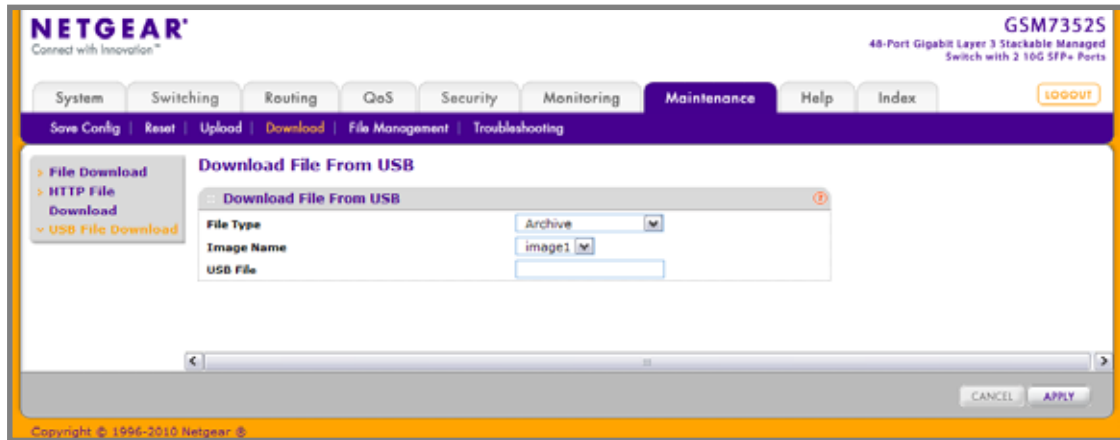 NETGEAR®
Connect with Innovation™
GSM7352S
48-Port Gigabit Layer 3 Stackable Managed
Switch with 2 10G SFP+ Ports
System Switching Routing QoS Security Monitoring Maintenance Help Index LOGOUT
Save Config | Reset | Upload | Download | File Management | Troubleshooting
File Download
HTTP File
Download
USB File Download
Download File From USB
Download File From USB
File Type Archive
Image Name image1
USB File
CANCEL APPLY
Copyright © 1996-2010 Netgear ®